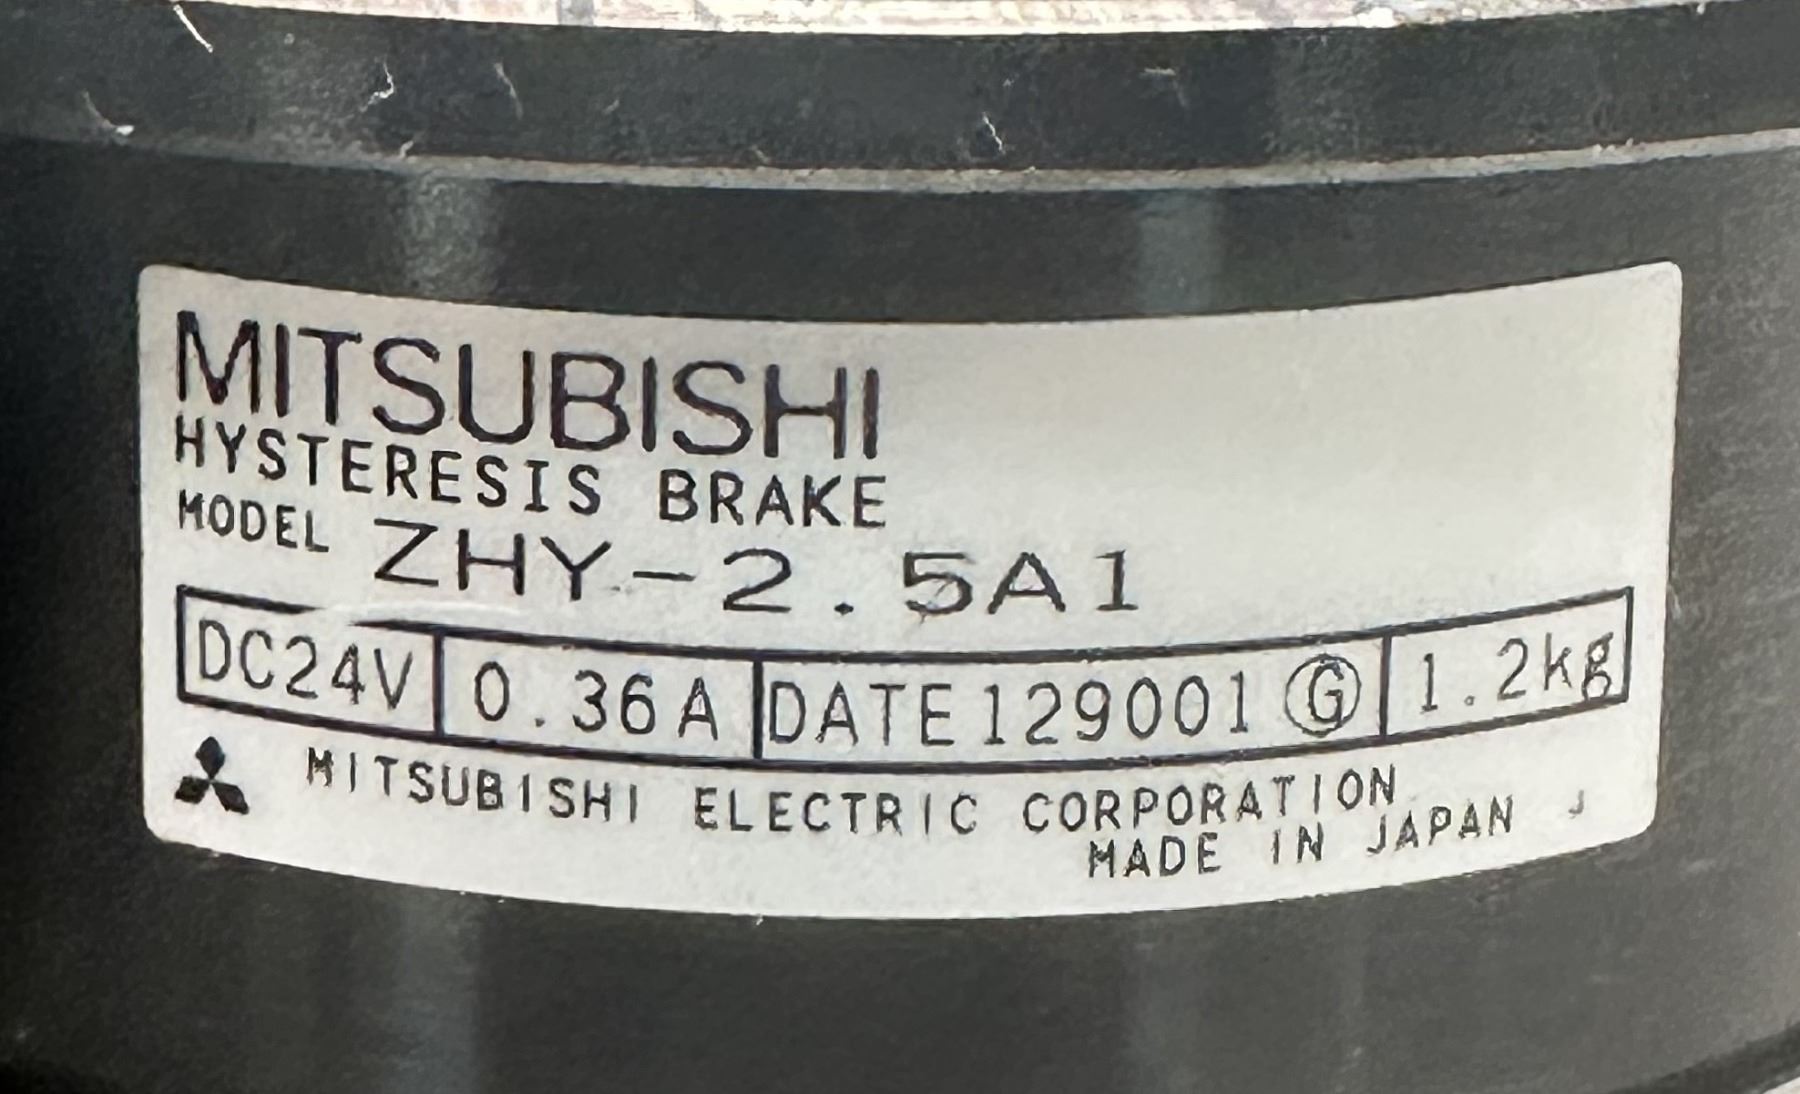 MITSUBISHI
HYSTERESIS BRAKE
MODEL ZHY-2.5A1
DC24V 0.36A DATE129001 Ⓖ 1.2kg
MITSUBISHI ELECTRIC CORPORATION
MADE IN JAPAN J